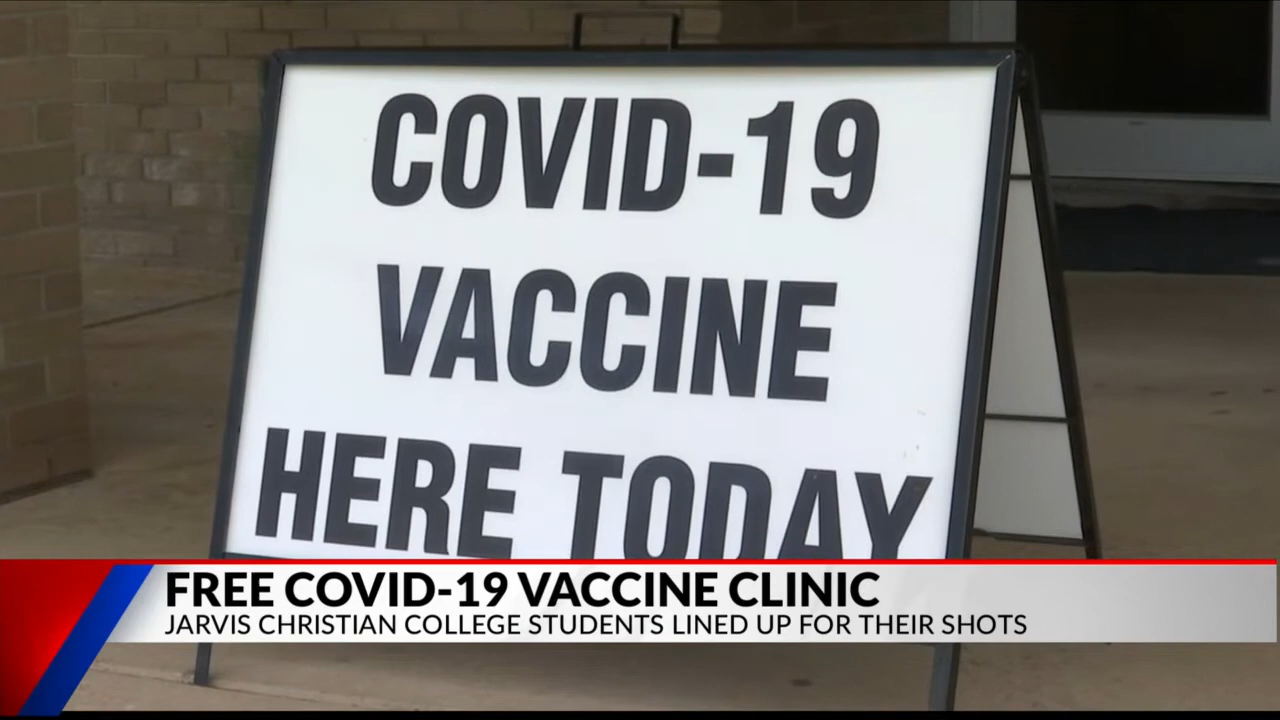 COVID-19
VACCINE
HERE TODAY
FREE COVID-19 VACCINE CLINIC
JARVIS CHRISTIAN COLLEGE STUDENTS LINED UP FOR THEIR SHOTS